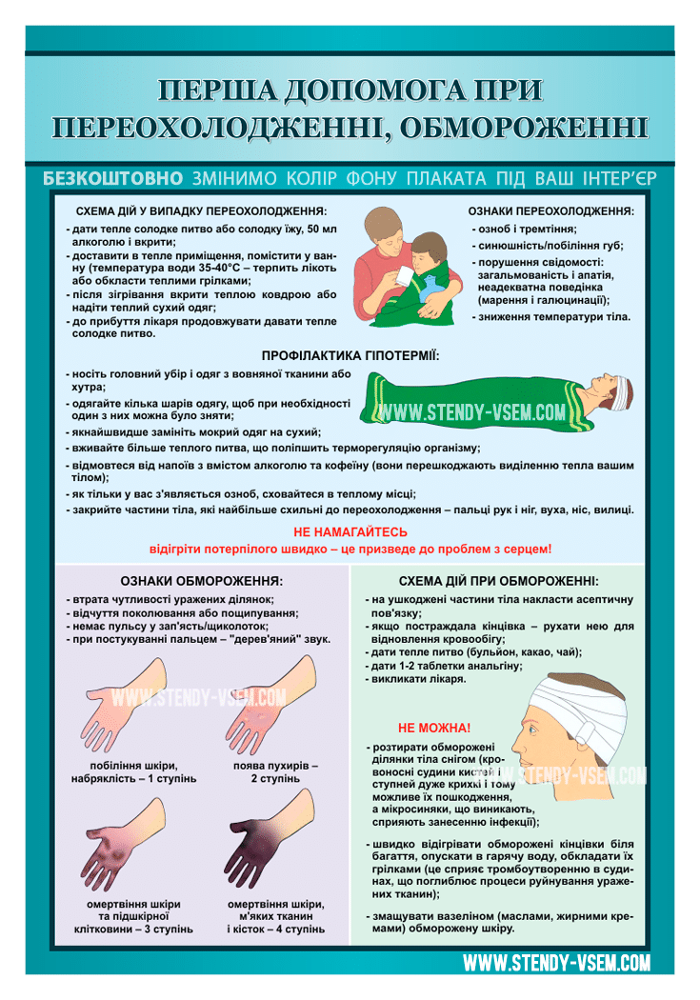 ПЕРША ДОПОМОГА ПРИ
ПЕРЕОХОЛОДЖЕННІ, ОБМОРОЖЕННІ
БЕЗКОШТОВНО ЗМІНИМО КОЛІР ФОНУ ПЛАКАТА ПІД ВАШ ІНТЕР'ЄР
СХЕМА ДІЙ У ВИПАДКУ ПЕРЕОХОЛОДЖЕННЯ:
- дати тепле солодке питво або солодку їжу, 50 мл
алкоголю і вкрити;
- доставити в тепле приміщення, помістити у ван-
ну (температура води 35-40°С – терпить лікоть
або обкласти теплими грілками;
- після зігрівання вкрити теплою ковдрою або
надіти теплий сухий одяг;
- до прибуття лікаря продовжувати давати тепле
солодке питво.
ОЗНАКИ ПЕРЕОХОЛОДЖЕННЯ:
- озноб і тремтіння;
- синюшність/побіління губ;
- порушення свідомості:
загальмованість і апатія,
неадекватна поведінка
(марення і галюцинації);
- зниження температури тіла.
ПРОФІЛАКТИКА ГІПОТЕРМІЇ:
- носіть головний убір і одяг з вовняної тканини або
хутра;
- одягайте кілька шарів одягу, щоб при необхідності
один з них можна було зняти;
- якнайшвидше замініть мокрий одяг на сухий;
- вживайте більше теплого питва, що поліпшить терморегуляцію організму;
- відмовтеся від напоїв з вмістом алкоголю та кофеїну (вони перешкоджають виділенню тепла вашим
тілом);
- як тільки у вас з'являється озноб, сховайтеся в теплому місці;
- закрийте частини тіла, які найбільше схильні до переохолодження – пальці рук і ніг, вуха, ніс, вилиці.
WWW.STENDY-VSEM.COM
НЕ НАМАГАЙТЕСЬ
відігріти потерпілого швидко – це призведе до проблем з серцем!
ОЗНАКИ ОБМОРОЖЕННЯ:
- втрата чутливості уражених ділянок;
- відчуття поколювання або пощипування;
- немає пульсу у зап'ясть/щиколоток;
- при постукуванні пальцем – "дерев'яний" звук.
WWW.STENDY-VSEM.COM
побіління шкіри,
набряклість – 1 ступінь
поява пухирів –
2 ступінь
омертвіння шкіри
та підшкірної
клітковини – 3 ступінь
омертвіння шкіри,
м'яких тканин
і кісток – 4 ступінь
СХЕМА ДІЙ ПРИ ОБМОРОЖЕННІ:
- на ушкоджені частини тіла накласти асептичну
пов'язку;
- якщо постраждала кінцівка – рухати нею для
відновлення кровообігу;
- дати тепле питво (бульйон, какао, чай);
- дати 1-2 таблетки анальгіну;
- викликати лікаря.
НЕ МОЖНА!
- розтирати обморожені
ділянки тіла снігом (кро-
воносні судини кистей і
ступней дуже крихкі і тому
можливе їх пошкодження,
а мікросиняки, що виникають,
сприяють занесенню інфекції);
WWW.STENDY-VSEM.COM
- швидко відігрівати обморожені кінцівки біля
багаття, опускати в гарячу воду, обкладати їх
грілками (це сприяє тромбоутворенню в суди-
нах, що поглиблює процеси руйнування ураже-
них тканин);
- змащувати вазеліном (маслами, жирними кре-
мами) обморожену шкіру.
WWW.STENDY-VSEM.COM